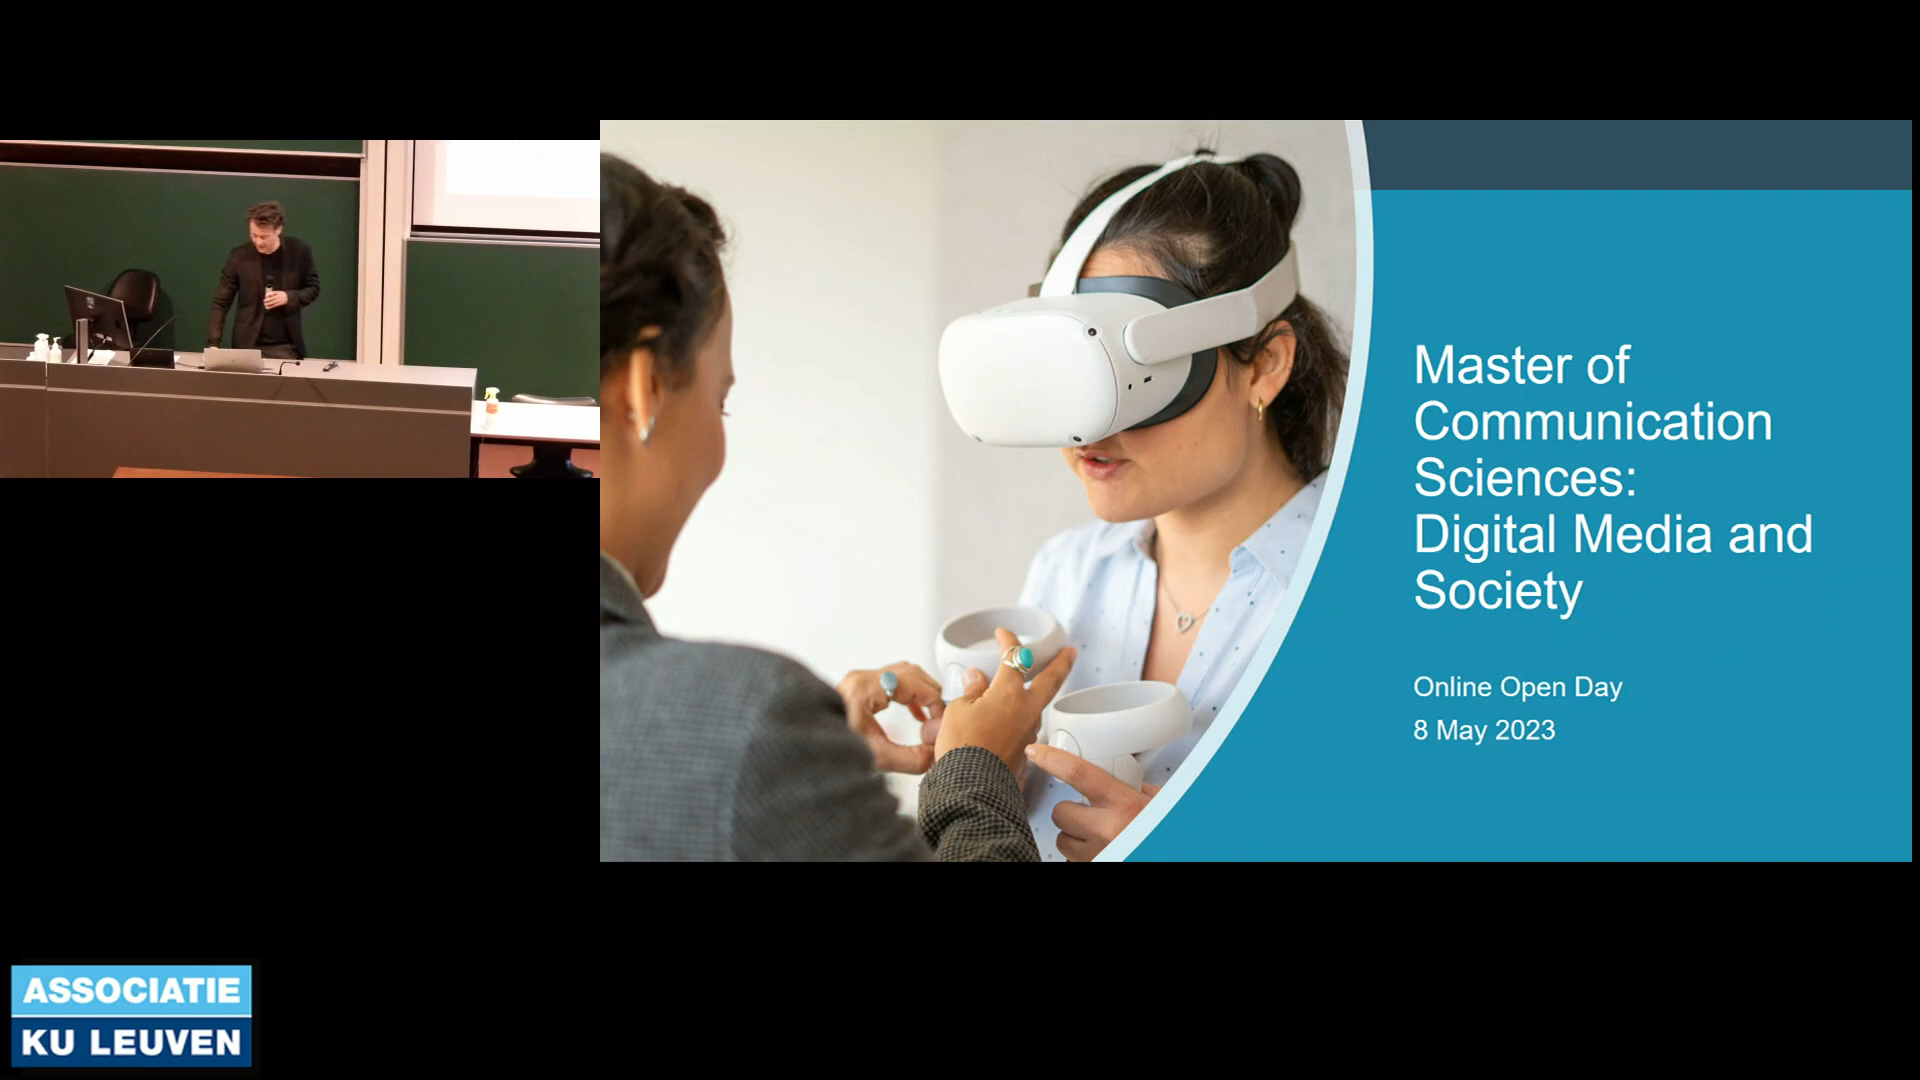 Master of
Communication
Sciences:
Digital Media and
Society
Online Open Day
8 May 2023
ASSOCIATIE
KU LEUVEN